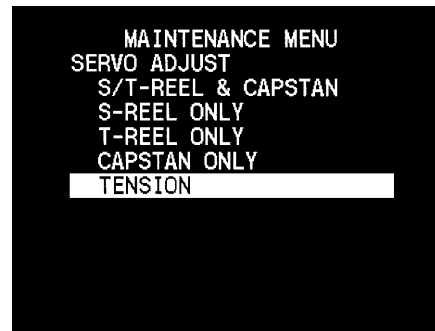 MAINTENANCE MENU
SERVO ADJUST
S/T-REEL & CAPSTAN
S-REEL ONLY
T-REEL ONLY
CAPSTAN ONLY
TENSION